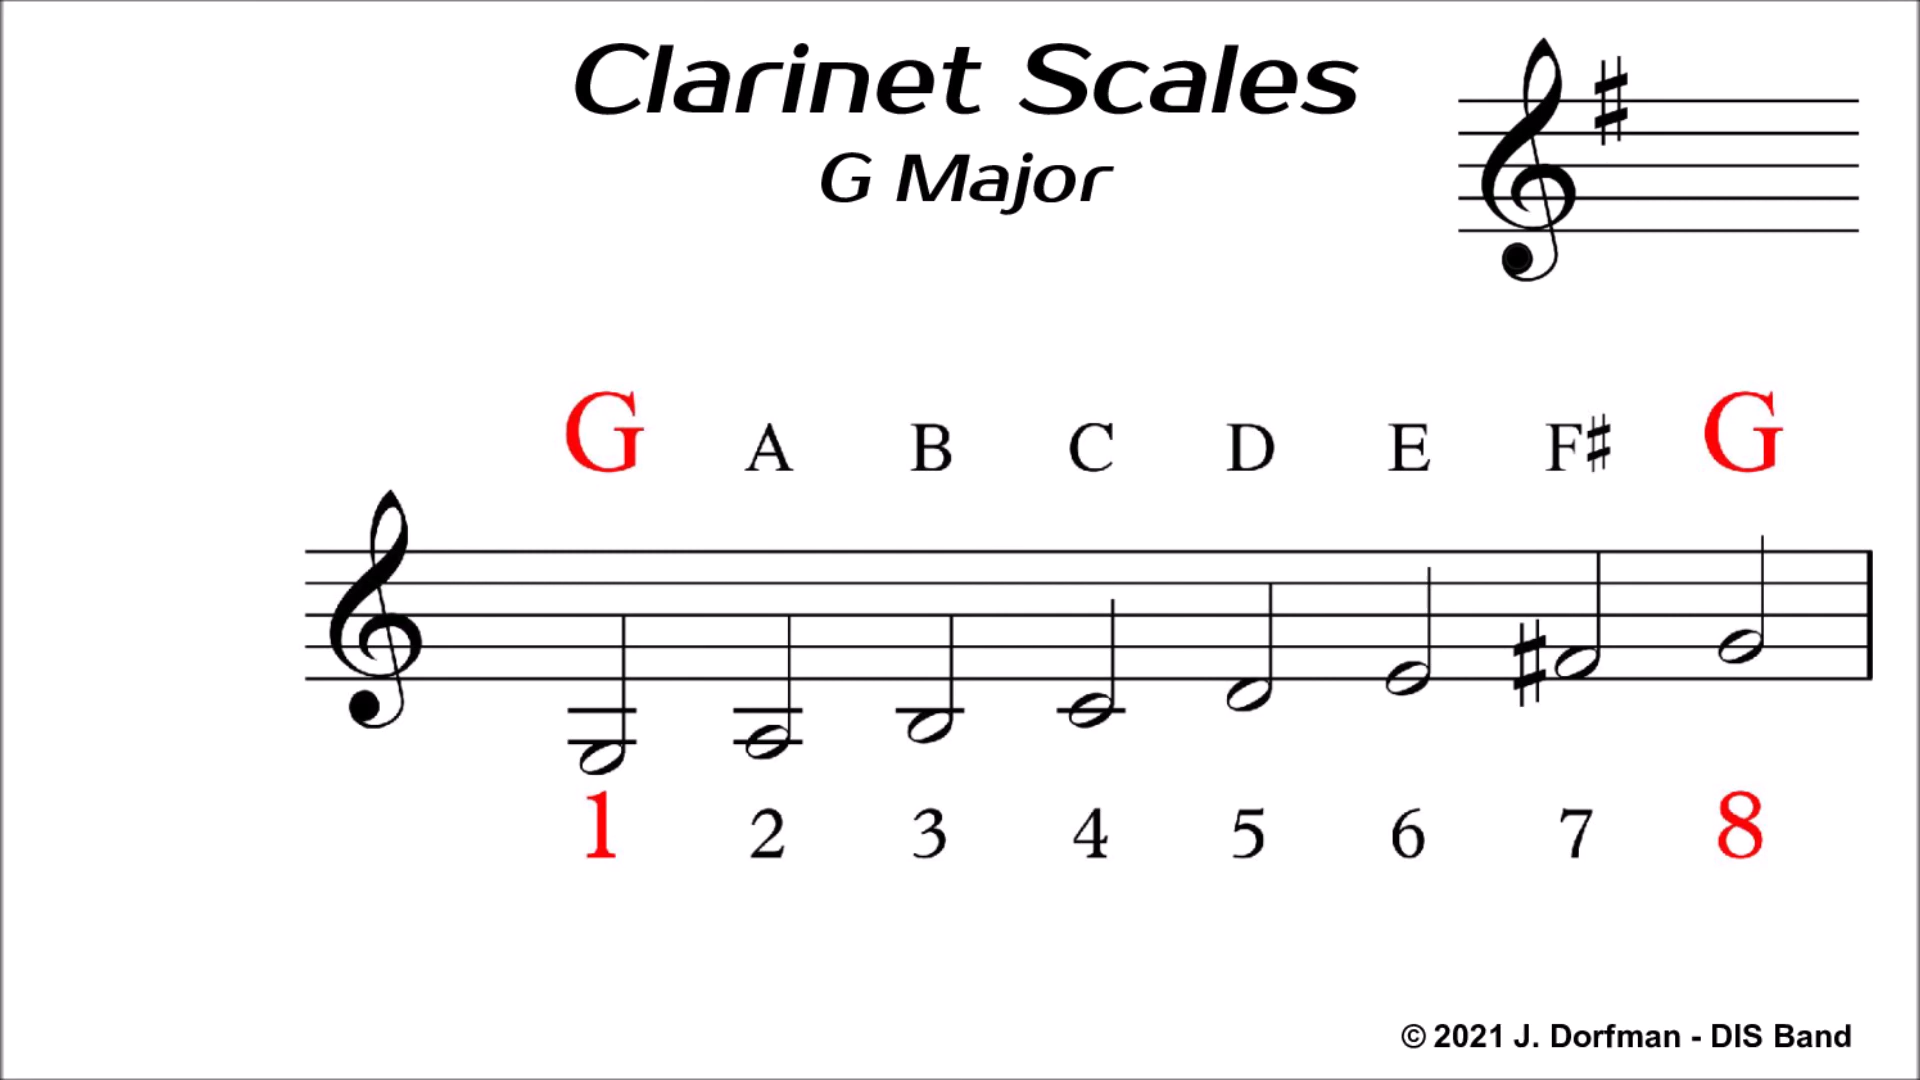 Clarinet Scales
G Major
G A B C D E F♯ G
1 2 3 4 5 6 7 8
© 2021 J. Dorfman - DIS Band